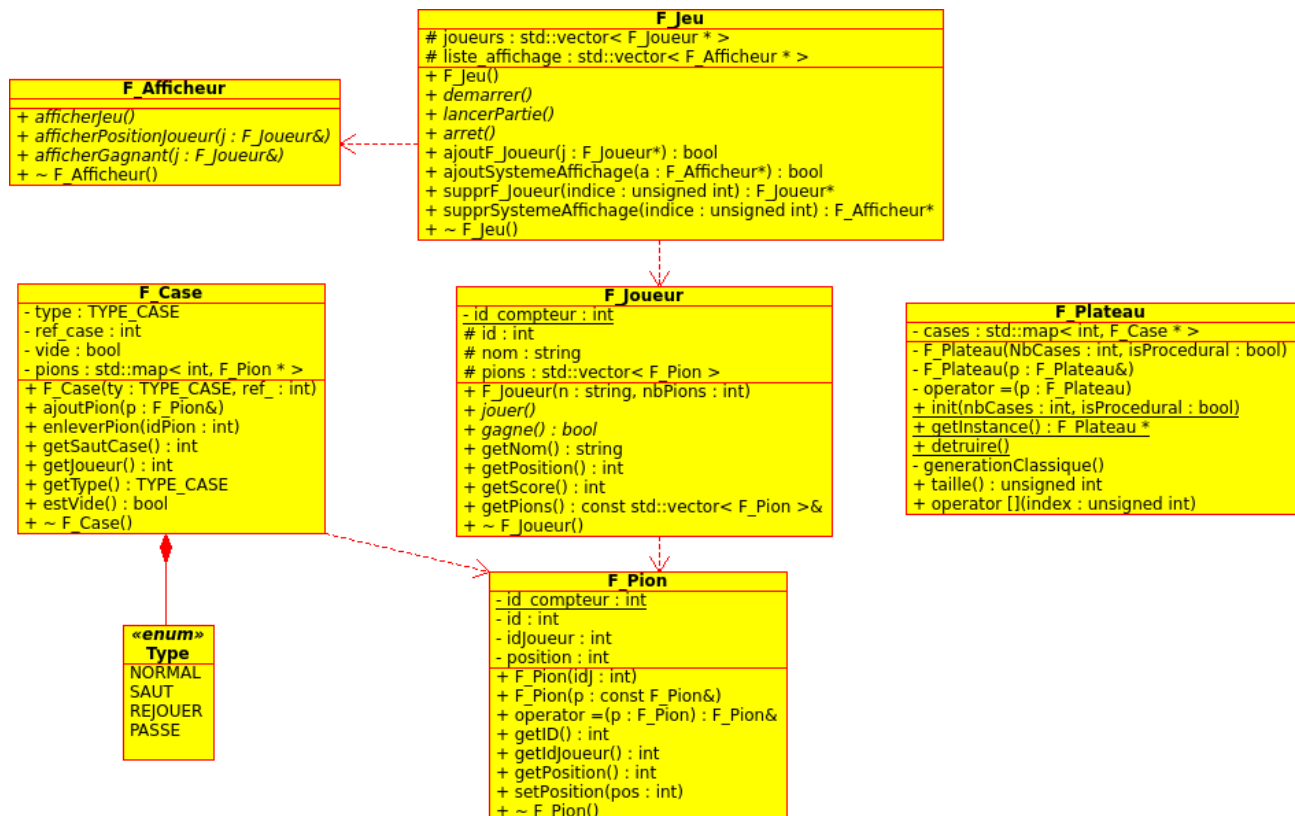 F_Jeu
# joueurs : std::vector< F_Joueur * >
# liste_affichage : std::vector< F_Afficheur * >
+ F_Jeu()
+ demarrer()
+ lancerPartie()
+ arret()
+ ajoutF_Joueur(j : F_Joueur*) : bool
+ ajoutSystemeAffichage(a : F_Afficheur*) : bool
+ supprF_Joueur(indice : unsigned int) : F_Joueur*
+ supprSystemeAffichage(indice : unsigned int) : F_Afficheur*
+ ~ F_Jeu()
F_Afficheur
+ afficherJeu()
+ afficherPositionJoueur(j : F_Joueur&)
+ afficherGagnant(j : F_Joueur&)
+ ~ F_Afficheur()
F_Case
- type : TYPE_CASE
- ref_case : int
- vide : bool
- pions : std::map< int, F_Pion * >
+ F_Case(ty : TYPE_CASE, ref_ : int)
+ ajoutPion(p : F_Pion&)
+ enleverPion(idPion : int)
+ getSautCase() : int
+ getJoueur() : int
+ getType() : TYPE_CASE
+ estVide() : bool
+ ~ F_Case()
F_Joueur
- id_compteur : int
# id : int
# nom : string
# pions : std::vector< F_Pion >
+ F_Joueur(n : string, nbPions : int)
+ jouer()
+ gagne() : bool
+ getNom() : string
+ getPosition() : int
+ getScore() : int
+ getPions() : const std::vector< F_Pion >&
+ ~ F_Joueur()
F_Plateau
- cases : std::map< int, F_Case * >
- F_Plateau(NbCases : int, isProcedural : bool)
- F_Plateau(p : F_Plateau&)
- operator =(p : F_Plateau)
+ init(nbCases : int, isProcedural : bool)
+ getInstance() : F_Plateau *
+ detruire()
- generationClassique()
+ taille() : unsigned int
+ operator [](index : unsigned int)
«enum»
Type
NORMAL
SAUT
REJOUER
PASSE
F_Pion
- id_compteur : int
- id : int
- idJoueur : int
- position : int
+ F_Pion(idJ : int)
+ F_Pion(p : const F_Pion&)
+ operator =(p : F_Pion) : F_Pion&
+ getID() : int
+ getIdJoueur() : int
+ getPosition() : int
+ setPosition(pos : int)
+ ~ F_Pion()